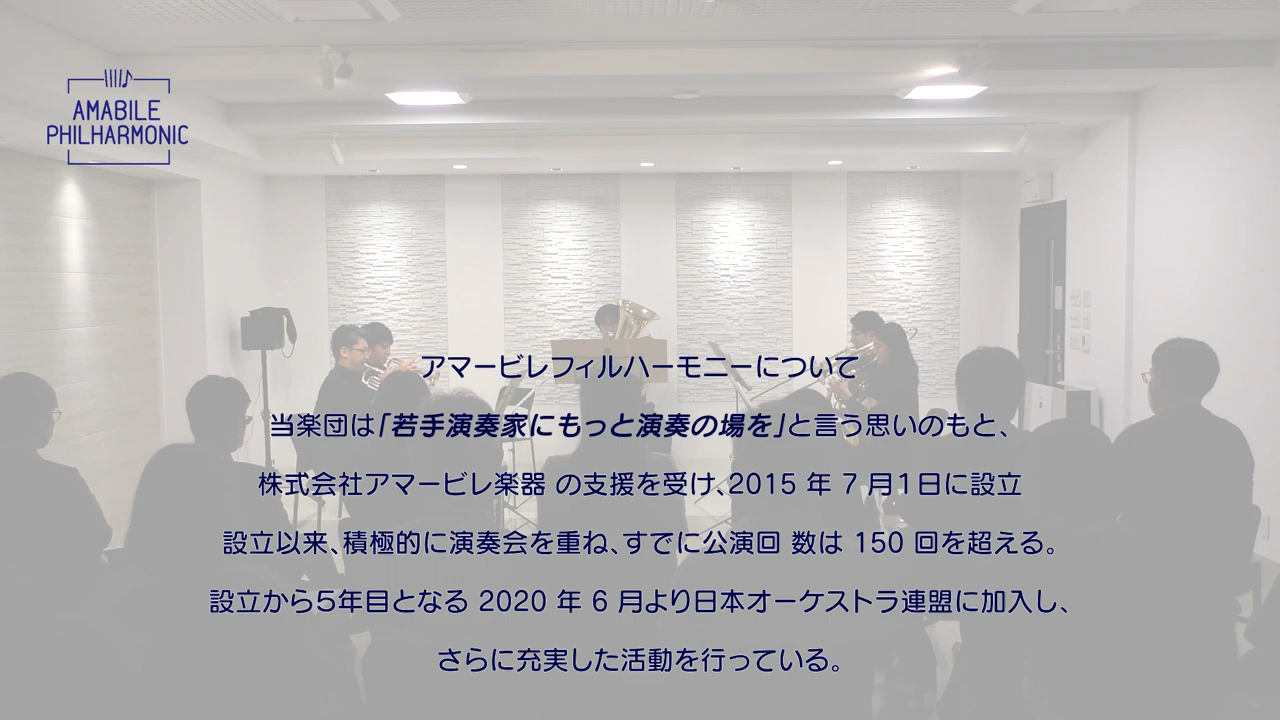 AMABILE
PHILHARMONIC
アマービレフィルハーモニーについて
当楽団は「若手演奏家にもっと演奏の場を」と言う思いのもと、
株式会社アマービレ楽器 の支援を受け、2015 年 7 月1日に設立
設立以来、積極的に演奏会を重ね、すでに公演回 数は 150 回を超える。
設立から5年目となる 2020 年 6 月より日本オーケストラ連盟に加入し、
さらに充実した活動を行っている。